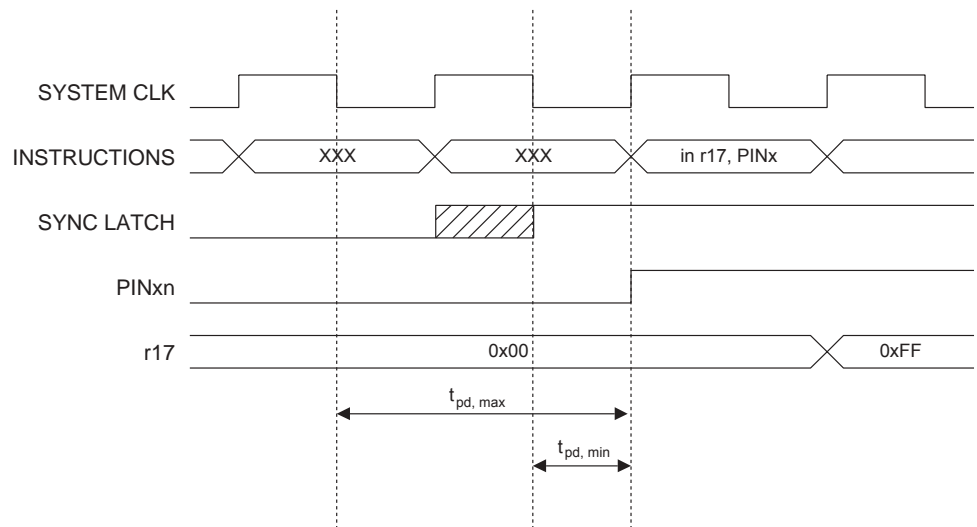 SYSTEM CLK
INSTRUCTIONS XXX XXX in r17, PINx
SYNC LATCH
PINxn
r17 0x00 0xFF
tpd, max
tpd, min